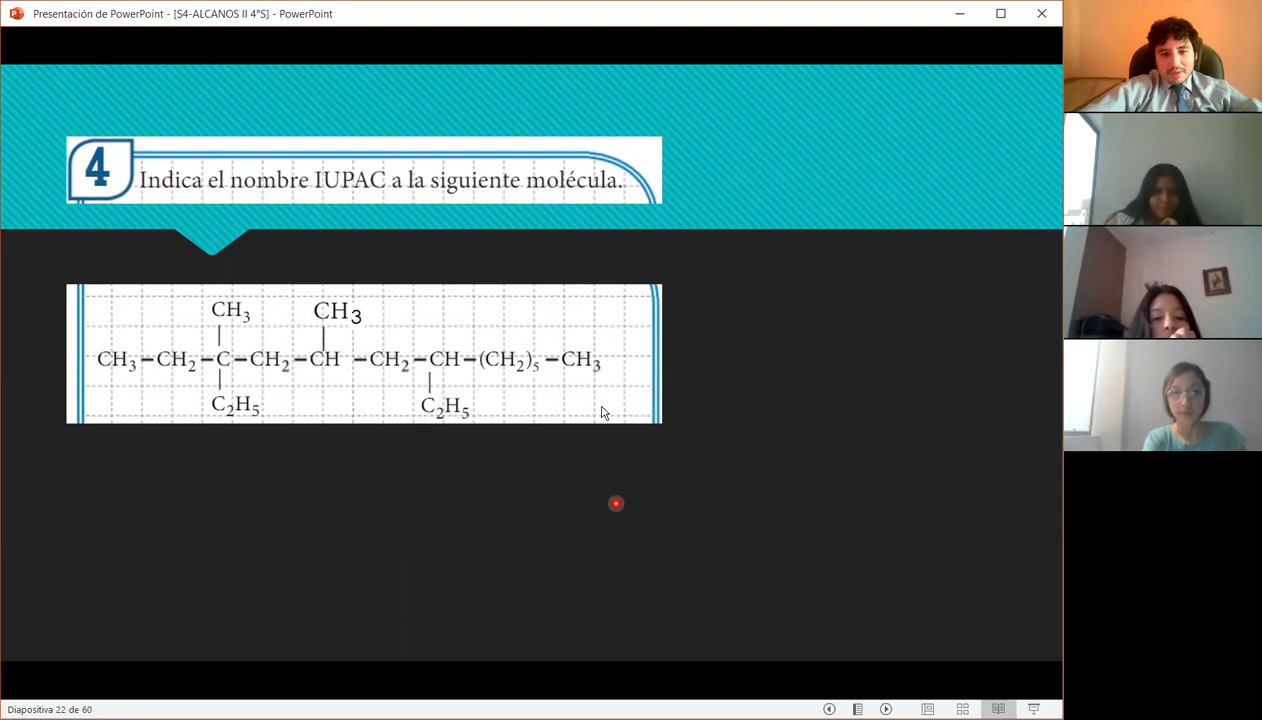 Presentación de PowerPoint - [S4-ALCANOS II 4°S] - PowerPoint
4
Indica el nombre IUPAC a la siguiente molécula.
CH₃ CH₃
CH₃–CH₂–C–CH₂–CH –CH₂–CH–(CH₂)₅–CH₃
C₂H₅ C₂H₅
Diapositiva 22 de 60